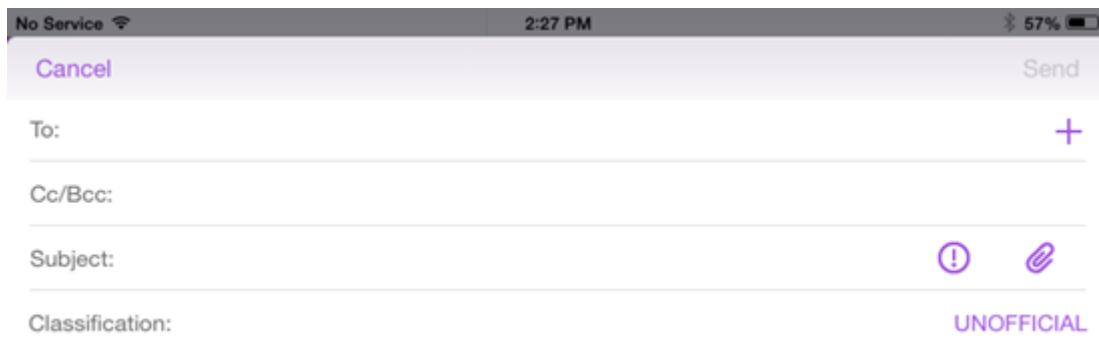 No Service 2:27 PM 57%
Cancel Send
To:
Cc/Bcc:
Subject:
Classification: UNOFFICIAL